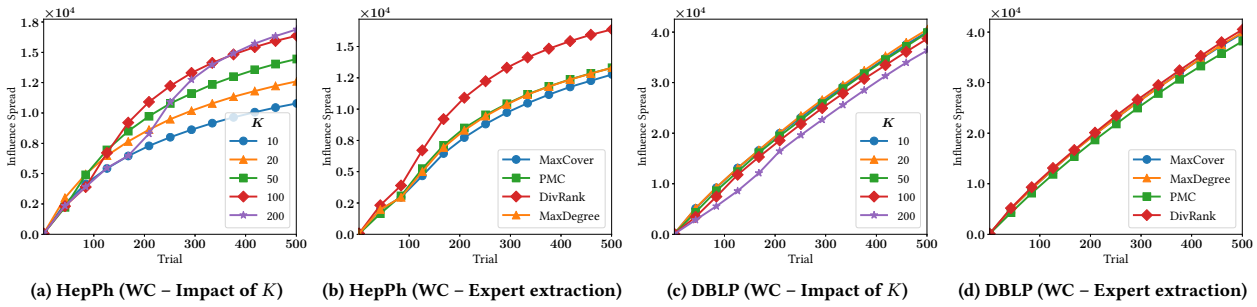 ×10⁴
1.8
1.5
1.2
1.0
0.8
0.5
0.2
0.0
Influence Spread
100 200 300 400 500
Trial
K
10
20
50
100
200
(a) HepPh (WC – Impact of K)
×10⁴
1.5
1.2
1.0
0.8
0.5
0.2
0.0
Influence Spread
100 200 300 400 500
Trial
MaxCover
PMC
DivRank
MaxDegree
(b) HepPh (WC – Expert extraction)
×10⁴
4.0
3.0
2.0
1.0
0.0
Influence Spread
100 200 300 400 500
Trial
K
10
20
50
100
200
(c) DBLP (WC – Impact of K)
×10⁴
4.0
3.0
2.0
1.0
0.0
Influence Spread
100 200 300 400 500
Trial
MaxCover
MaxDegree
PMC
DivRank
(d) DBLP (WC – Expert extraction)